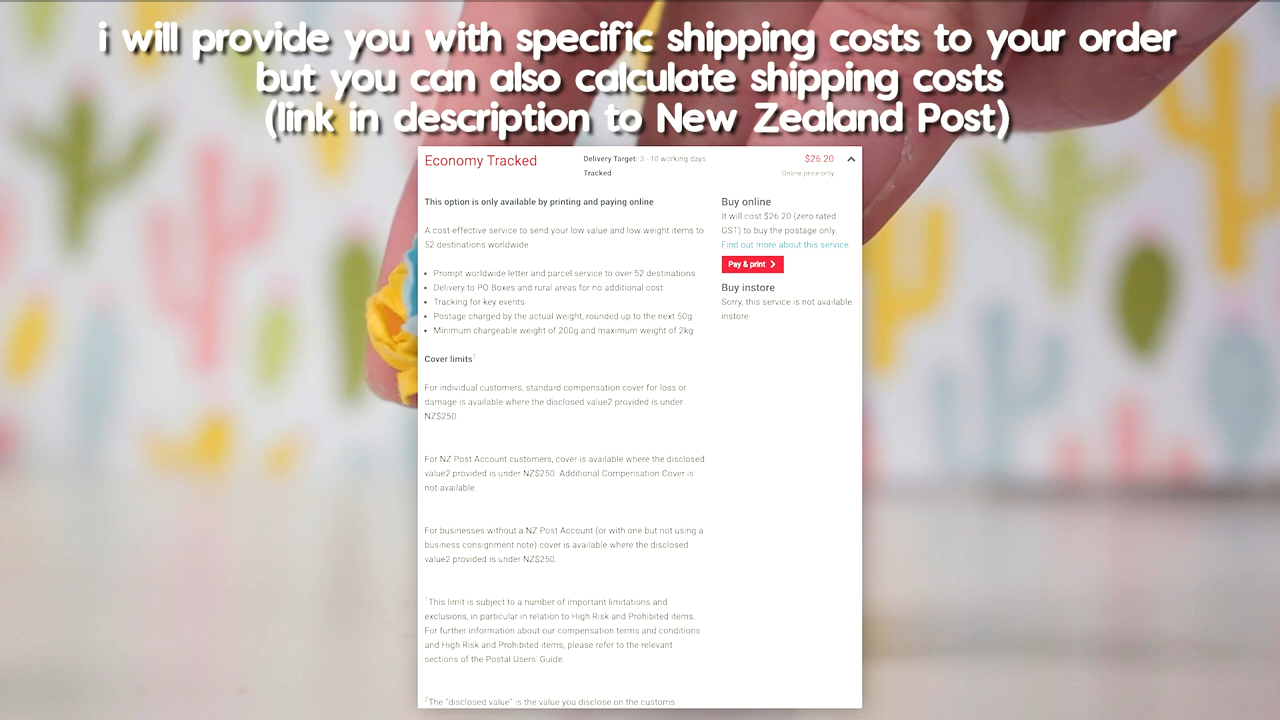 i will provide you with specific shipping costs to your order
but you can also calculate shipping costs
(link in description to New Zealand Post)
Economy Tracked
Delivery Target: 3 - 10 working days
Tracked
$26.20
Online price only
This option is only available by printing and paying online
A cost-effective service to send your low value and low weight items to
52 destinations worldwide
• Prompt worldwide letter and parcel service to over 52 destinations
• Delivery to PO Boxes and rural areas for no additional cost
• Tracking for key events
• Postage charged by the actual weight, rounded up to the next 50g
• Minimum chargeable weight of 200g and maximum weight of 2kg
Cover limits1
For individual customers, standard compensation cover for loss or
damage is available where the disclosed value2 provided is under
NZ$250.
For NZ Post Account customers, cover is available where the disclosed
value2 provided is under NZ$250. Additional Compensation Cover is
not available.
For businesses without a NZ Post Account (or with one but not using a
business consignment note) cover is available where the disclosed
value2 provided is under NZ$250.
1This limit is subject to a number of important limitations and
exclusions, in particular in relation to High Risk and Prohibited items.
For further information about our compensation terms and conditions
and High Risk and Prohibited items, please refer to the relevant
sections of the Postal Users' Guide.
2The "disclosed value" is the value you disclose on the customs
Buy online
It will cost $26.20 (zero rated
GST) to buy the postage only.
Find out more about this service.
Pay & print
Buy instore
Sorry, this service is not available
instore.